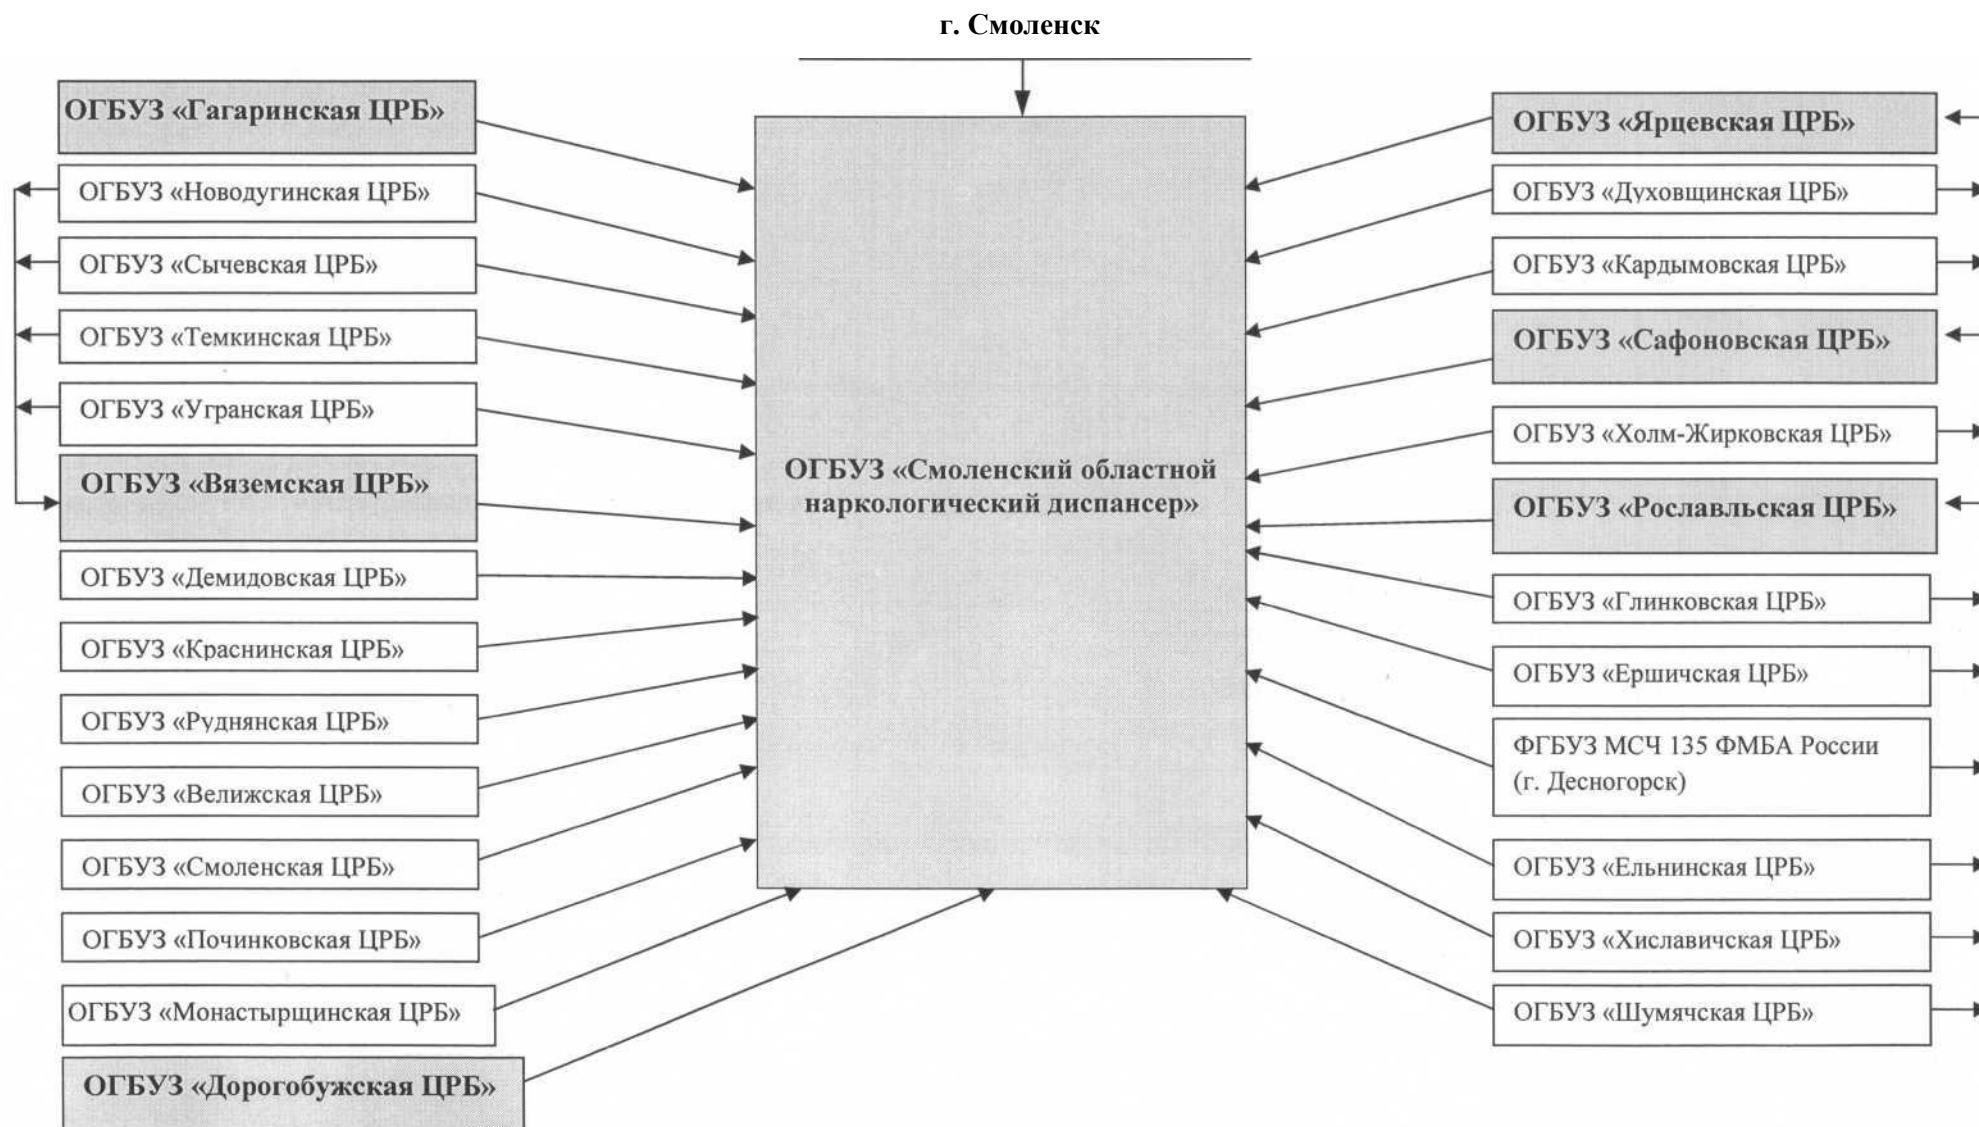 г. Смоленск
ОГБУЗ «Гагаринская ЦРБ»
ОГБУЗ «Новодугинская ЦРБ»
ОГБУЗ «Сычевская ЦРБ»
ОГБУЗ «Темкинская ЦРБ»
ОГБУЗ «Угранская ЦРБ»
ОГБУЗ «Вяземская ЦРБ»
ОГБУЗ «Демидовская ЦРБ»
ОГБУЗ «Краснинская ЦРБ»
ОГБУЗ «Руднянская ЦРБ»
ОГБУЗ «Велижская ЦРБ»
ОГБУЗ «Смоленская ЦРБ»
ОГБУЗ «Починковская ЦРБ»
ОГБУЗ «Монастырщинская ЦРБ»
ОГБУЗ «Дорогобужская ЦРБ»
ОГБУЗ «Смоленский областной
наркологический диспансер»
ОГБУЗ «Ярцевская ЦРБ»
ОГБУЗ «Духовщинская ЦРБ»
ОГБУЗ «Кардымовская ЦРБ»
ОГБУЗ «Сафоновская ЦРБ»
ОГБУЗ «Холм-Жирковская ЦРБ»
ОГБУЗ «Рославльская ЦРБ»
ОГБУЗ «Глинковская ЦРБ»
ОГБУЗ «Ершичская ЦРБ»
ФГБУЗ МСЧ 135 ФМБА России
(г. Десногорск)
ОГБУЗ «Ельнинская ЦРБ»
ОГБУЗ «Хиславичская ЦРБ»
ОГБУЗ «Шумячская ЦРБ»